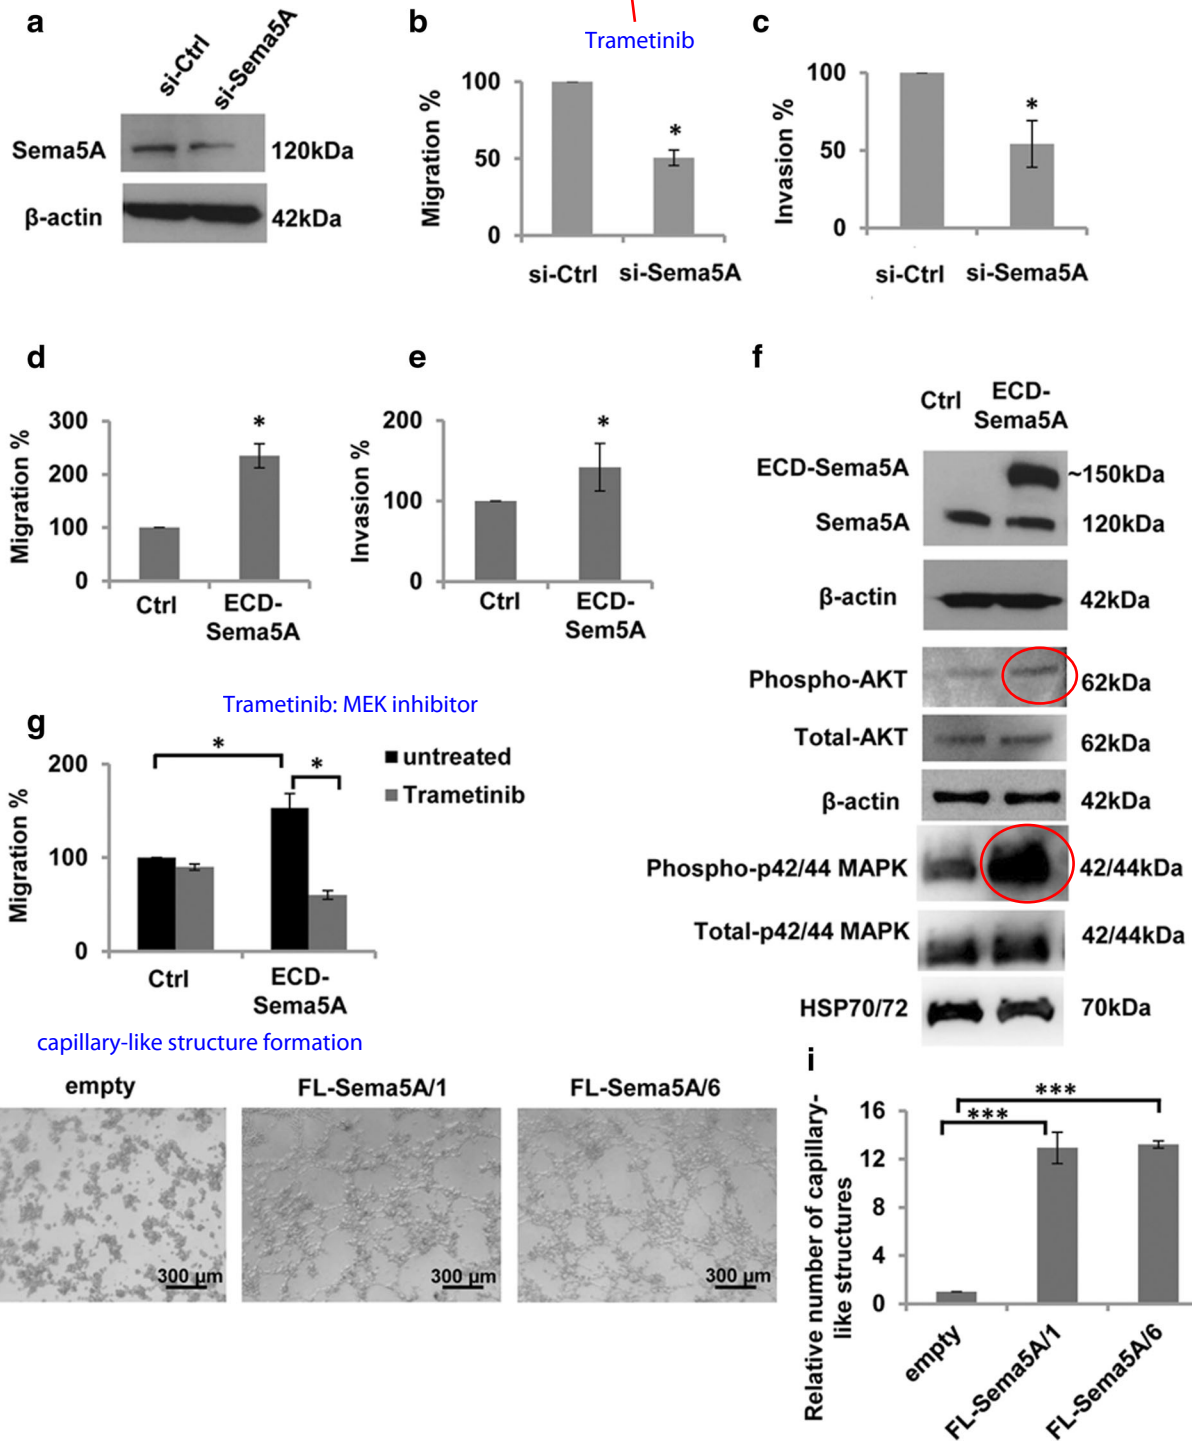 a
si-Ctrl
si-Sema5A
Sema5A
120kDa
β-actin
42kDa
b
Trametinib
Migration %
100
50
0
*
si-Ctrl
si-Sema5A
c
Invasion %
100
50
0
*
si-Ctrl
si-Sema5A
d
Migration %
300
200
100
0
*
Ctrl
ECD-
Sema5A
e
Invasion %
200
100
0
*
Ctrl
ECD-
Sem5A
f
Ctrl
ECD-
Sema5A
ECD-Sema5A
~150kDa
Sema5A
120kDa
β-actin
42kDa
Phospho-AKT
62kDa
Total-AKT
62kDa
β-actin
42kDa
Phospho-p42/44 MAPK
42/44kDa
Total-p42/44 MAPK
42/44kDa
HSP70/72
70kDa
Trametinib: MEK inhibitor
g
Migration %
200
100
0
*
*
untreated
Trametinib
Ctrl
ECD-
Sema5A
capillary-like structure formation
empty
FL-Sema5A/1
FL-Sema5A/6
300 µm
300 µm
300 µm
i
Relative number of capillary-
like structures
16
12
8
4
0
***
***
empty
FL-Sema5A/1
FL-Sema5A/6